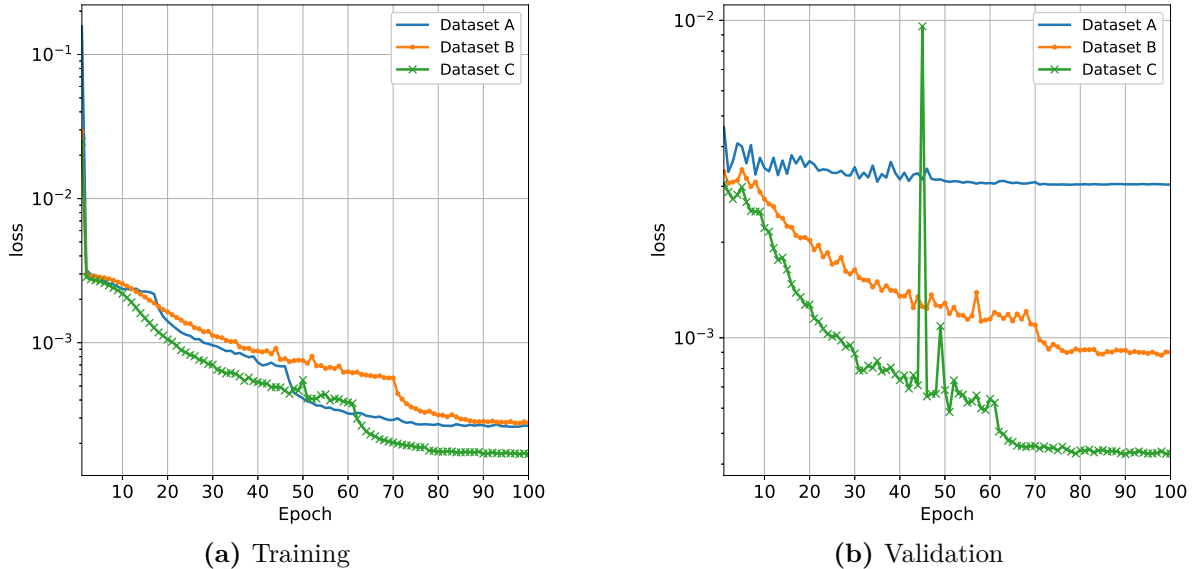 Dataset A
Dataset B
Dataset C
10⁻¹
10⁻²
10⁻³
loss
10 20 30 40 50 60 70 80 90 100
Epoch
(a) Training
Dataset A
Dataset B
Dataset C
10⁻²
10⁻³
loss
10 20 30 40 50 60 70 80 90 100
Epoch
(b) Validation